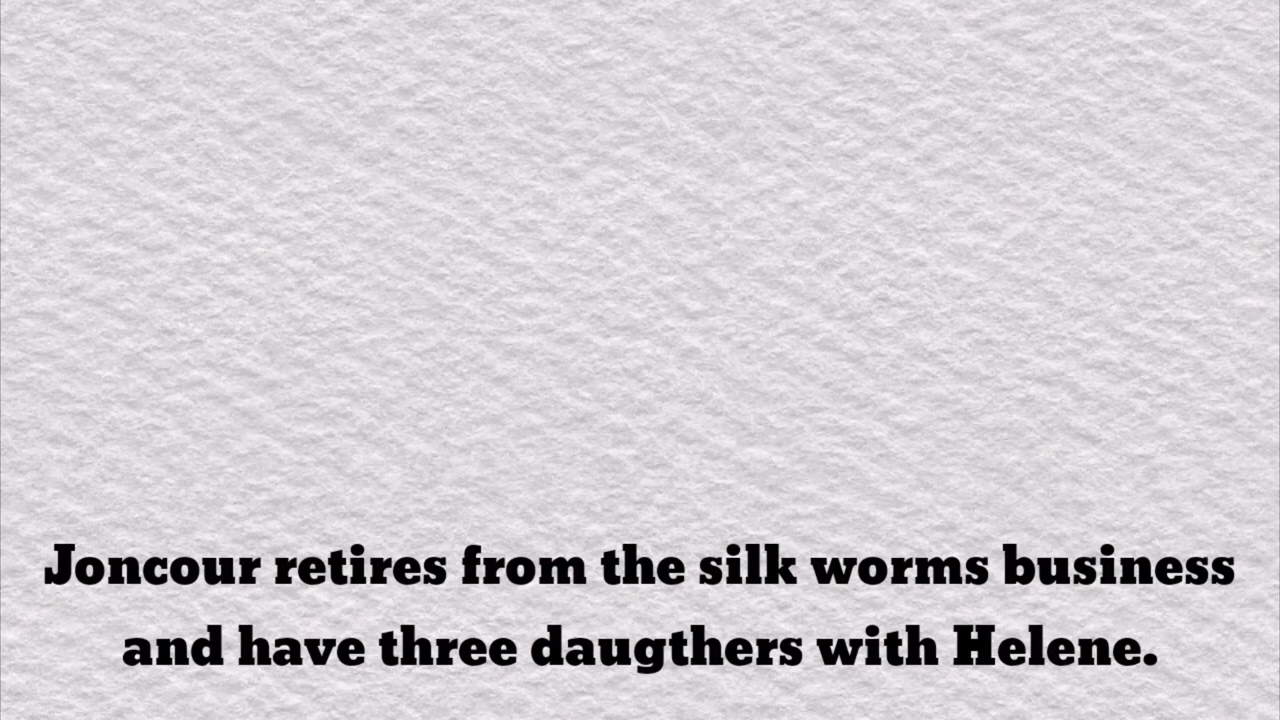 Joncour retires from the silk worms business
and have three daugthers with Helene.